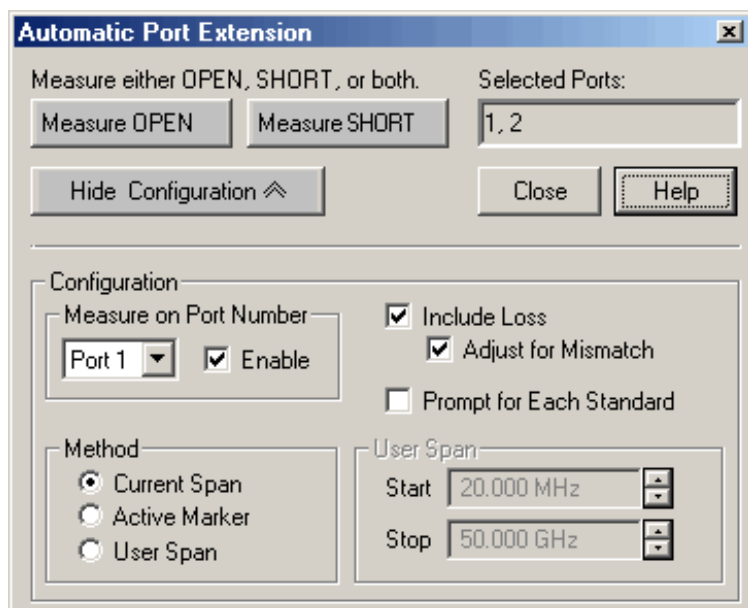 Automatic Port Extension
Measure either OPEN, SHORT, or both.
Selected Ports:
Measure OPEN
Measure SHORT
1, 2
Hide Configuration
Close
Help
Configuration
Measure on Port Number
Port 1
Enable
Include Loss
Adjust for Mismatch
Prompt for Each Standard
Method
Current Span
Active Marker
User Span
User Span
Start 20.000 MHz
Stop 50.000 GHz